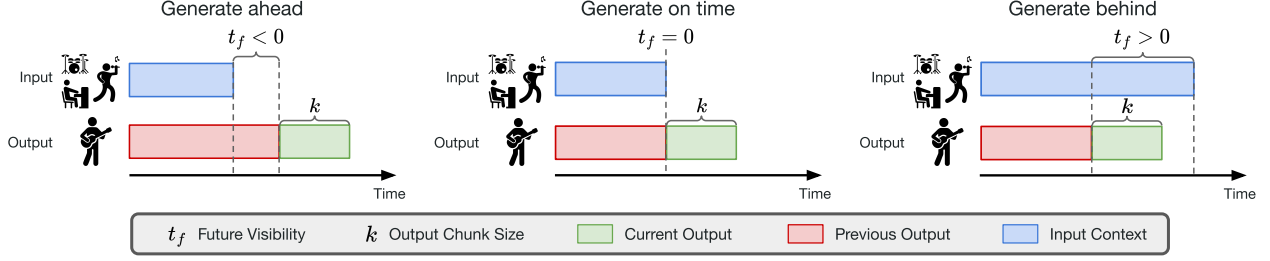 Generate ahead
t_f < 0
Input
k
Output
Time
Generate on time
t_f = 0
Input
k
Output
Time
Generate behind
t_f > 0
Input
k
Output
Time
t_f Future Visibility k Output Chunk Size Current Output Previous Output Input Context